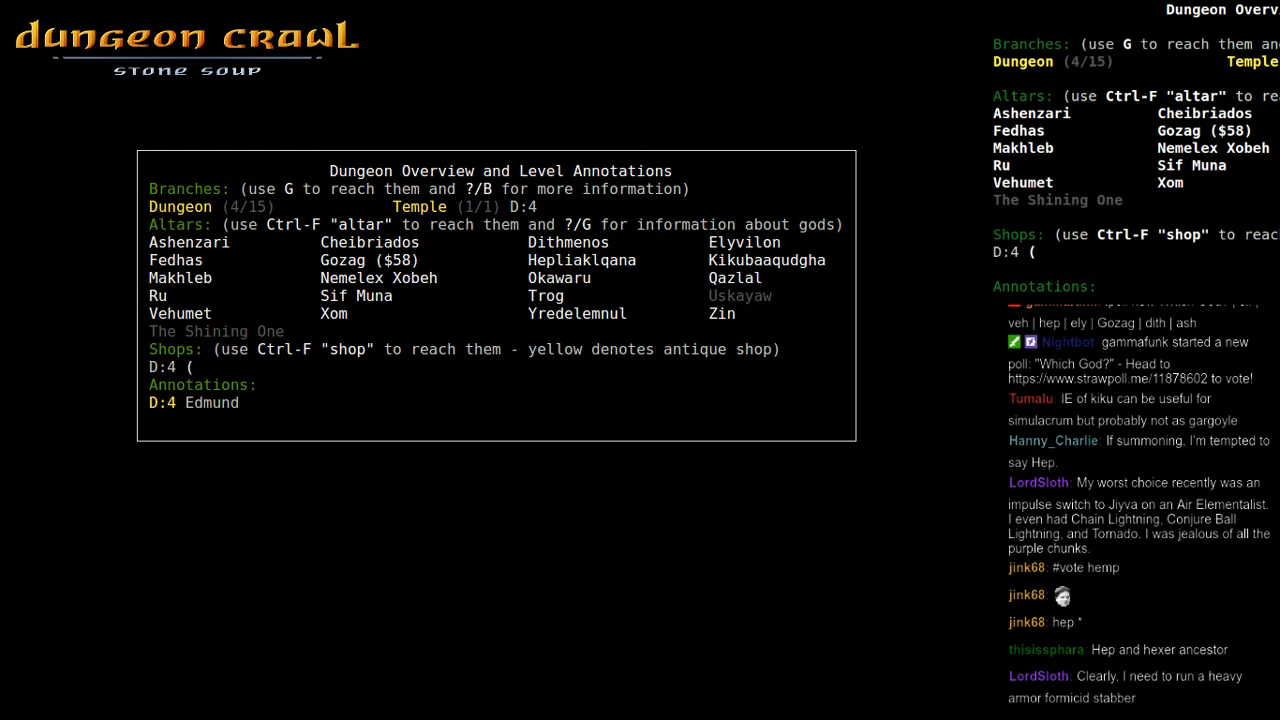 dungeon crawl
stone soup
Dungeon Overview and Level Annotations
Branches: (use G to reach them and ?/B for more information)
Dungeon (4/15) Temple (1/1) D:4
Altars: (use Ctrl-F "altar" to reach them and ?/G for information about gods)
Ashenzari Cheibriados Dithmenos Elyvilon
Fedhas Gozag ($58) Hepliaklqana Kikubaaqudgha
Makhleb Nemelex Xobeh Okawaru Qazlal
Ru Sif Muna Trog Uskayaw
Vehumet Xom Yredelemnul Zin
The Shining One
Shops: (use Ctrl-F "shop" to reach them - yellow denotes antique shop)
D:4 (
Annotations:
D:4 Edmund
Dungeon Overv
Branches: (use G to reach them and
Dungeon (4/15) Temple
Altars: (use Ctrl-F "altar" to re
Ashenzari Cheibriados
Fedhas Gozag ($58)
Makhleb Nemelex Xobeh
Ru Sif Muna
Vehumet Xom
The Shining One
Shops: (use Ctrl-F "shop" to reac
D:4 (
Annotations:
veh | hep | ely | Gozag | dith | ash
Nightbot gammafunk started a new
poll: "Which God?" - Head to
https://www.strawpoll.me/11878602 to vote!
Tumalu: IE of kiku can be useful for
simulacrum but probably not as gargoyle
Hanny_Charlie: If summoning, I'm tempted to
say Hep.
LordSloth: My worst choice recently was an
impulse switch to Jiyva on an Air Elementalist.
I even had Chain Lightning, Conjure Ball
Lightning, and Tornado. I was jealous of all the
purple chunks.
jink68: #vote hemp
jink68:
jink68: hep *
thisissphara: Hep and hexer ancestor
LordSloth: Clearly, I need to run a heavy
armor formicid stabber